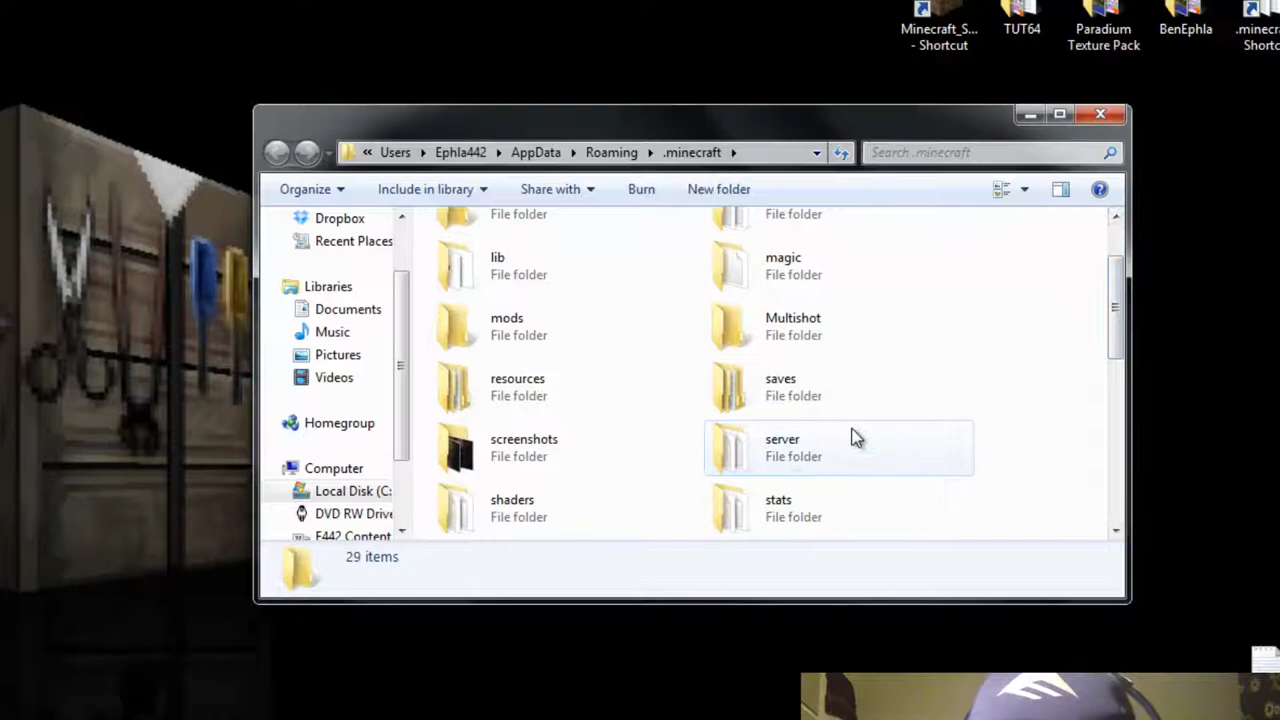 Minecraft_S...
- Shortcut
TUT64
Paradium
Texture Pack
BenEphla
.minecr
Shortc
« Users ▸ Ephla442 ▸ AppData ▸ Roaming ▸ .minecraft ▸
Search .minecraft
Organize
Include in library
Share with
Burn
New folder
Dropbox
Recent Places
Libraries
Documents
Music
Pictures
Videos
Homegroup
Computer
Local Disk (C:
DVD RW Drive
F442 Content
File folder
File folder
lib
File folder
magic
File folder
mods
File folder
Multishot
File folder
resources
File folder
saves
File folder
screenshots
File folder
server
File folder
shaders
File folder
stats
File folder
29 items